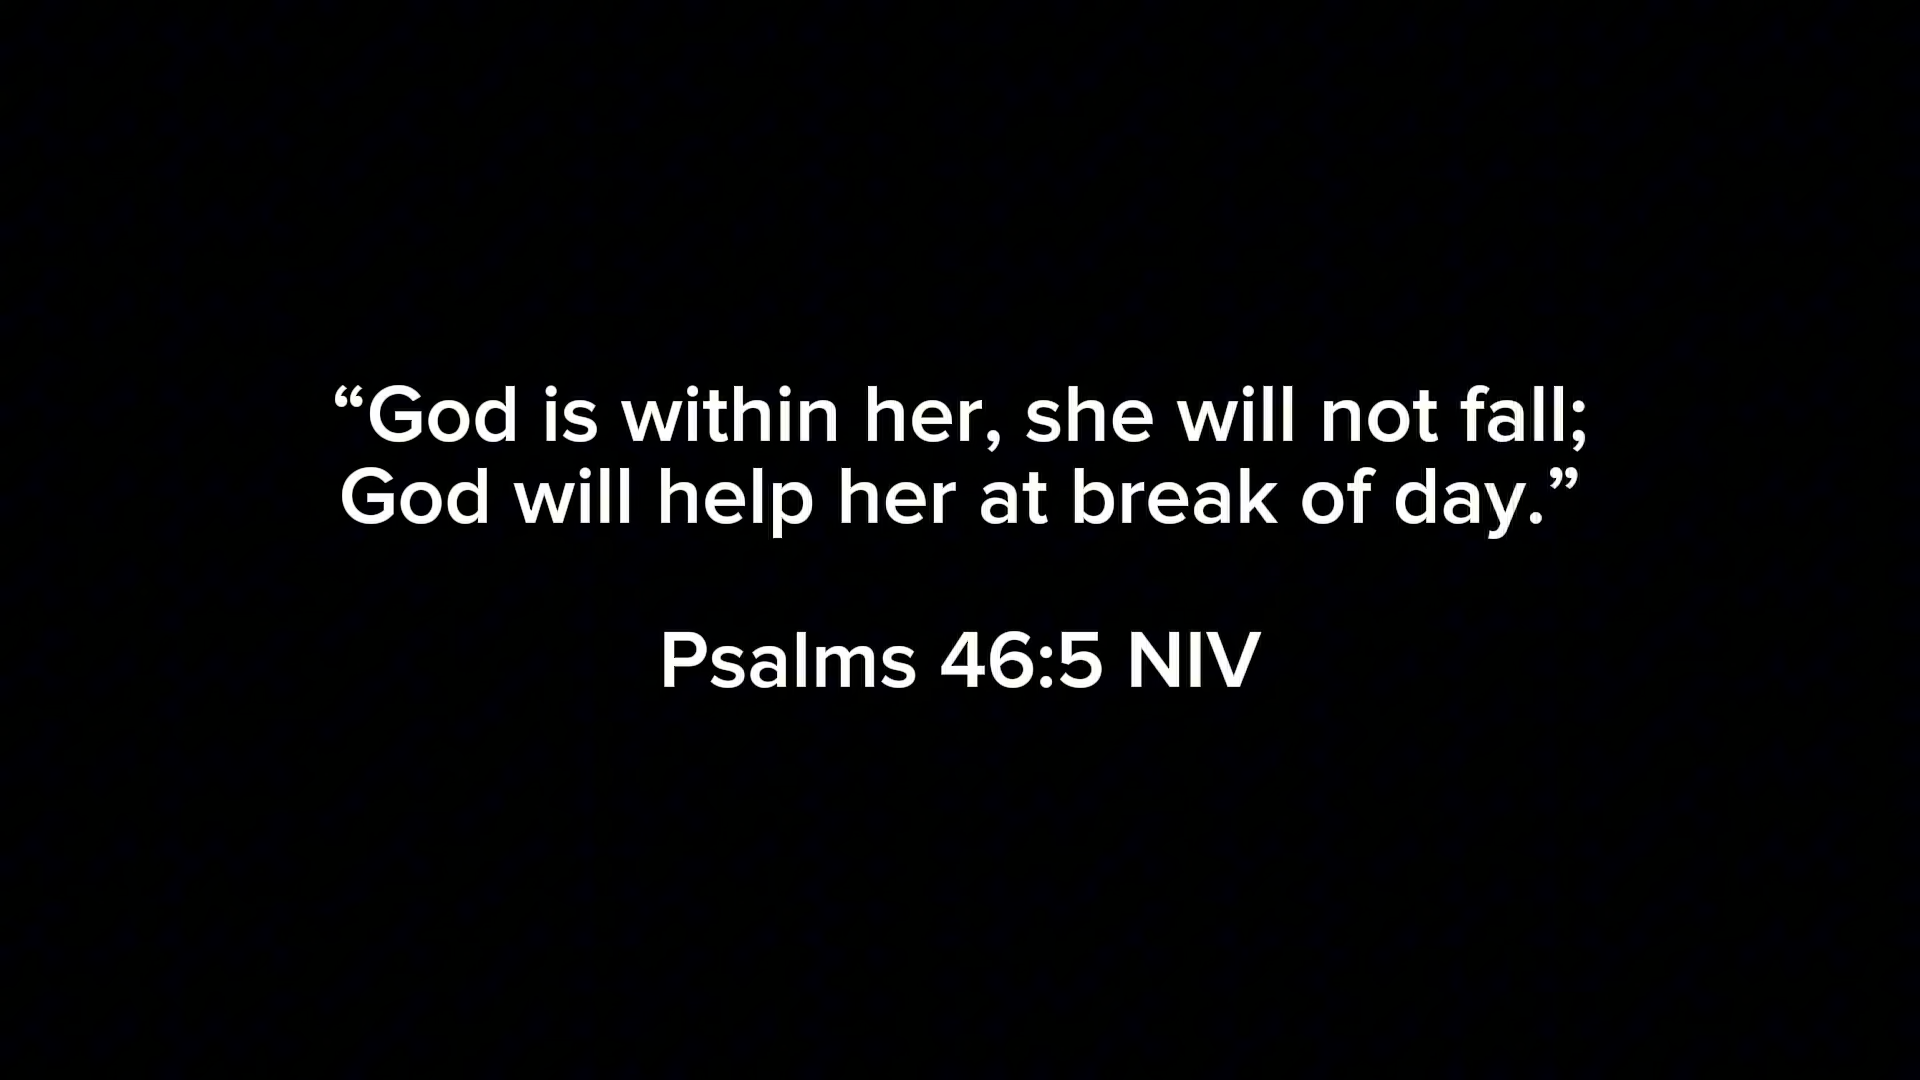 “God is within her, she will not fall;
God will help her at break of day.”
Psalms 46:5 NIV